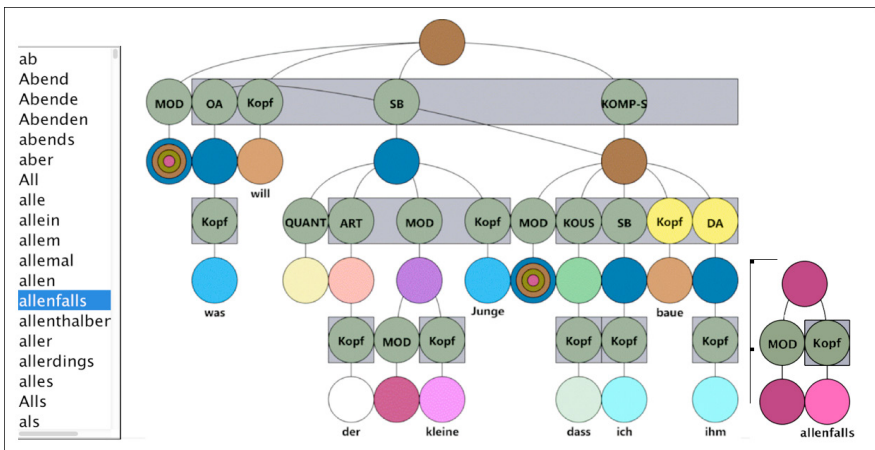 ab
Abend
Abende
Abenden
abends
aber
All
alle
allein
allem
allemal
allen
allenfalls
allenthalber
aller
allerdings
alles
Alls
als
MOD OA Kopf SB KOMP-S
will
Kopf QUANT ART MOD Kopf MOD KOUS SB Kopf DA
was Junge baue
Kopf MOD Kopf Kopf Kopf Kopf MOD Kopf
der kleine dass ich ihm allenfalls